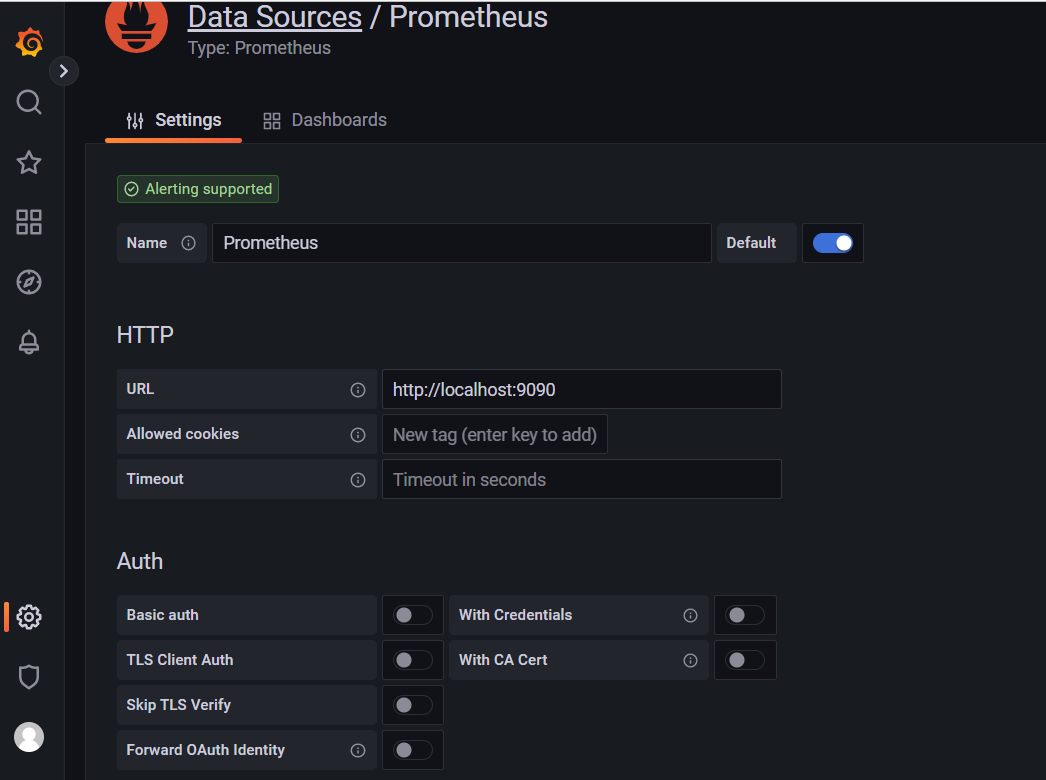 Data Sources / Prometheus
Type: Prometheus
Settings Dashboards
Alerting supported
Name Prometheus Default
HTTP
URL http://localhost:9090
Allowed cookies New tag (enter key to add)
Timeout Timeout in seconds
Auth
Basic auth With Credentials
TLS Client Auth With CA Cert
Skip TLS Verify
Forward OAuth Identity